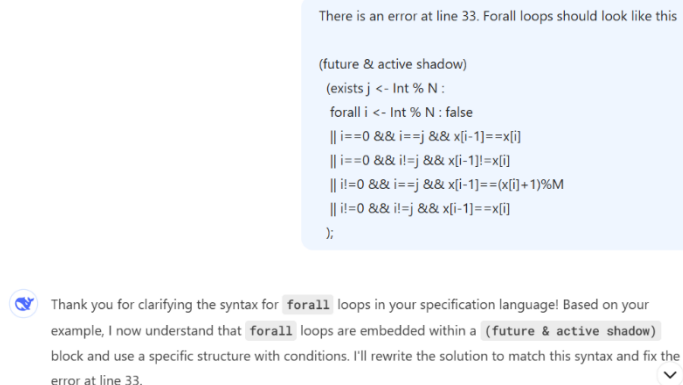 There is an error at line 33. Forall loops should look like this
(future & active shadow)
(exists j <- Int % N :
forall i <- Int % N : false
|| i==0 && i==j && x[i-1]==x[i]
|| i==0 && i!=j && x[i-1]!=x[i]
|| i!=0 && i==j && x[i-1]==(x[i]+1)%M
|| i!=0 && i!=j && x[i-1]==x[i]
);
Thank you for clarifying the syntax for forall loops in your specification language! Based on your
example, I now understand that forall loops are embedded within a (future & active shadow)
block and use a specific structure with conditions. I'll rewrite the solution to match this syntax and fix the
error at line 33.